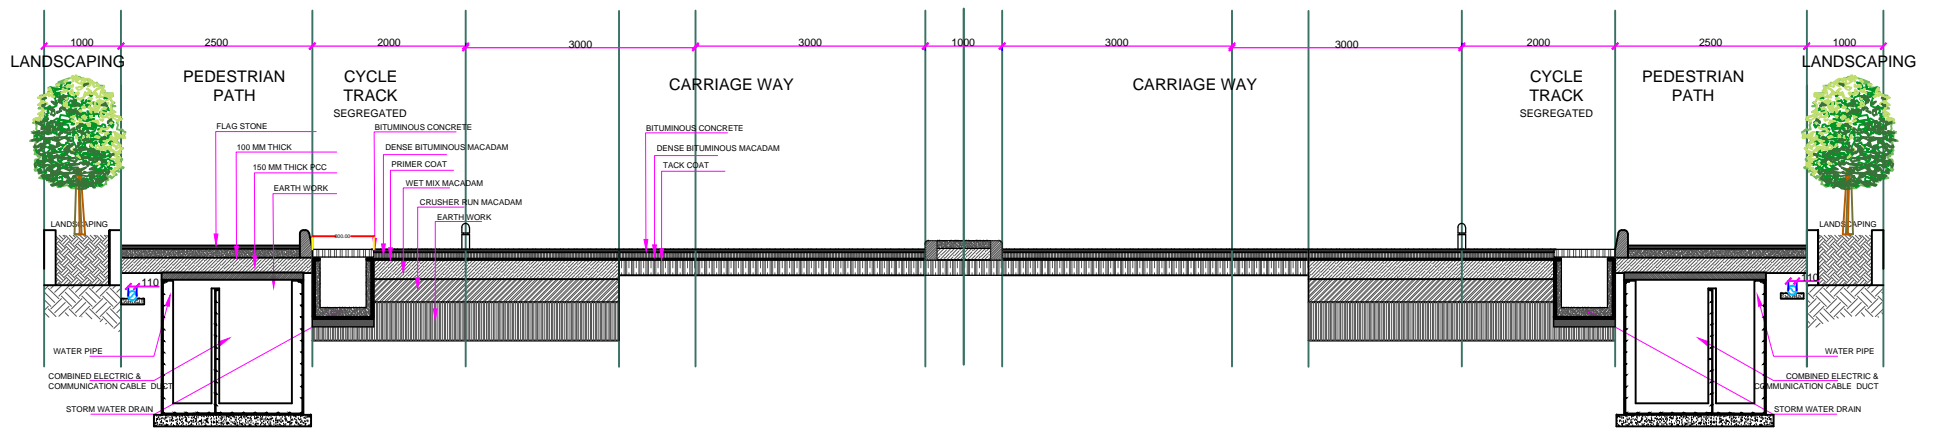 1000 2500 2000 3000 3000 1000 3000 3000 2000 2500 1000
LANDSCAPING
PEDESTRIAN
PATH
CYCLE
TRACK
SEGREGATED
CARRIAGE WAY
CARRIAGE WAY
CYCLE
TRACK
SEGREGATED
PEDESTRIAN
PATH
LANDSCAPING
FLAG STONE
100 MM THICK
150 MM THICK PCC
EARTH WORK
BITUMINOUS CONCRETE
DENSE BITUMINOUS MACADAM
PRIMER COAT
WET MIX MACADAM
CRUSHER RUN MACADAM
EARTH WORK
BITUMINOUS CONCRETE
DENSE BITUMINOUS MACADAM
TACK COAT
LANDSCAPING
LANDSCAPING
110
110
WATER PIPE
COMBINED ELECTRIC &
COMMUNICATION CABLE DUCT
STORM WATER DRAIN
WATER PIPE
COMBINED ELECTRIC &
COMMUNICATION CABLE DUCT
STORM WATER DRAIN